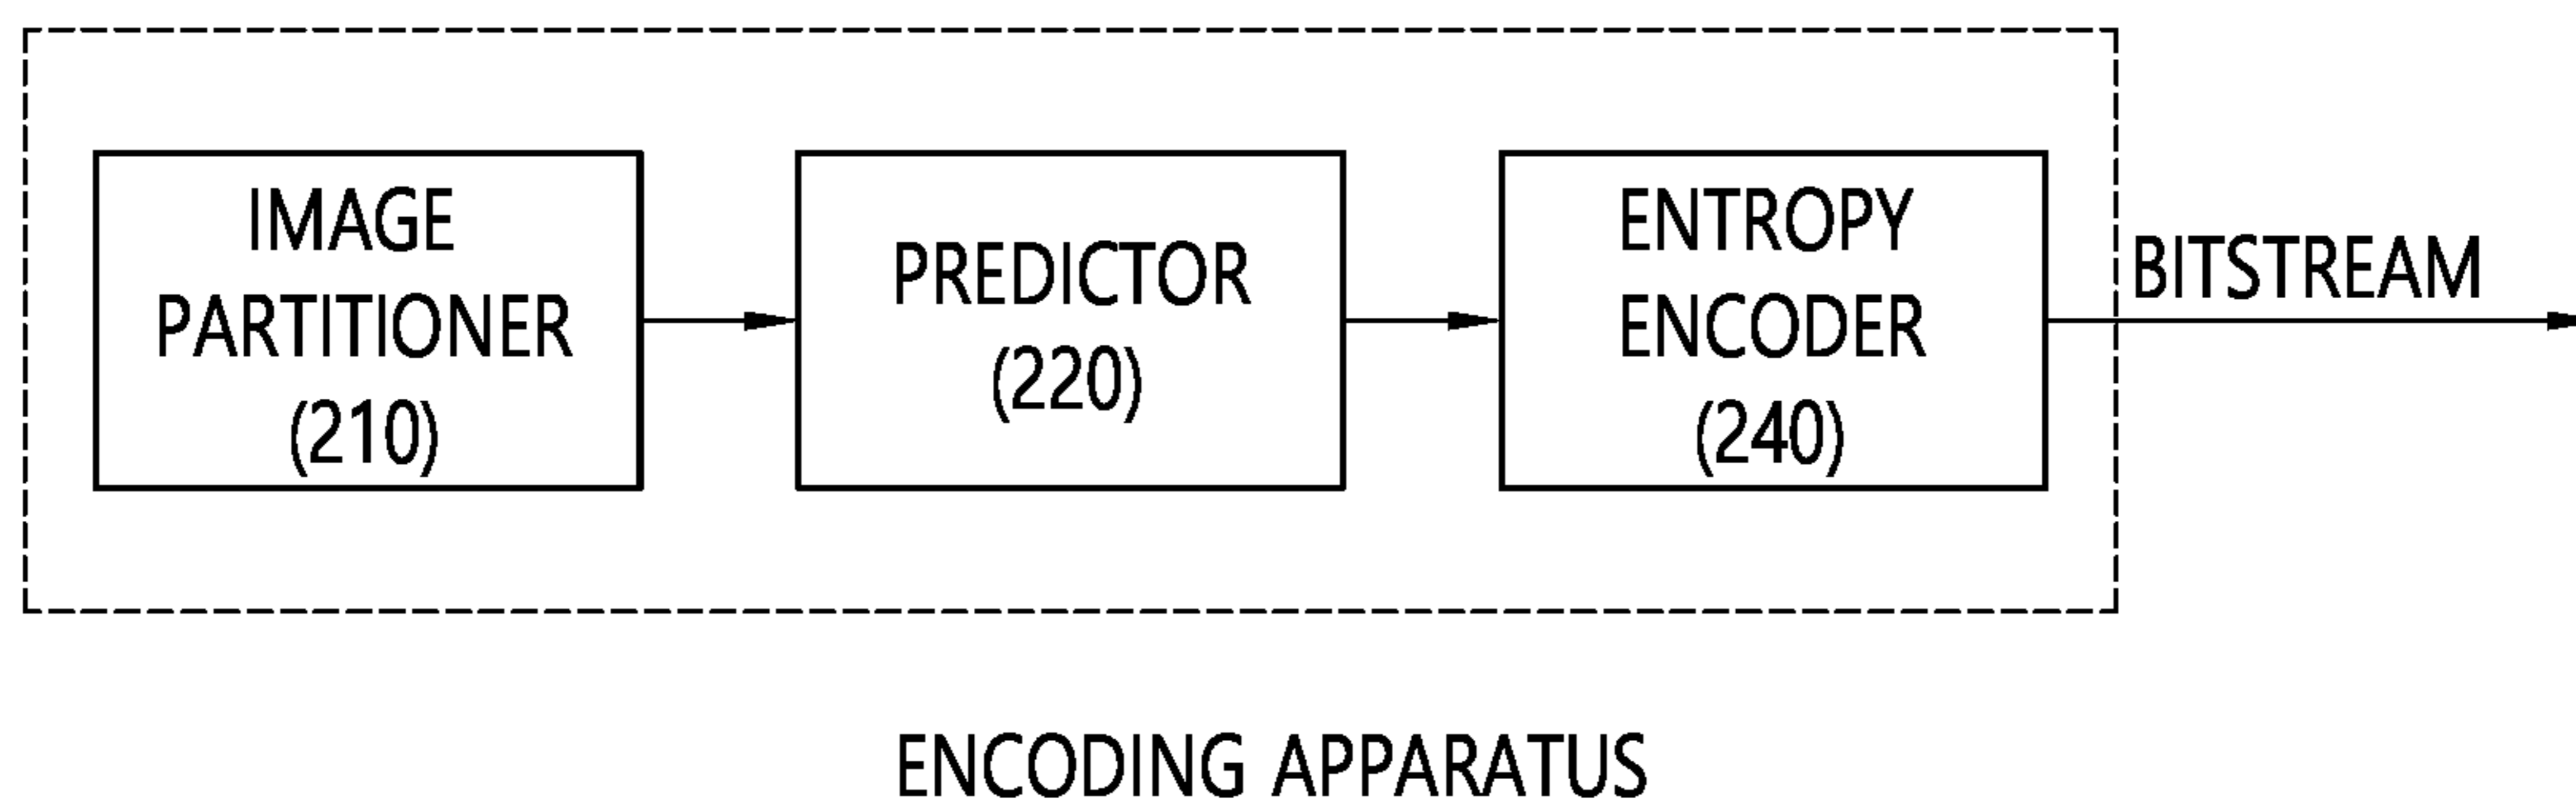 IMAGE
PARTITIONER
(210)
PREDICTOR
(220)
ENTROPY
ENCODER
(240)
BITSTREAM
ENCODING APPARATUS